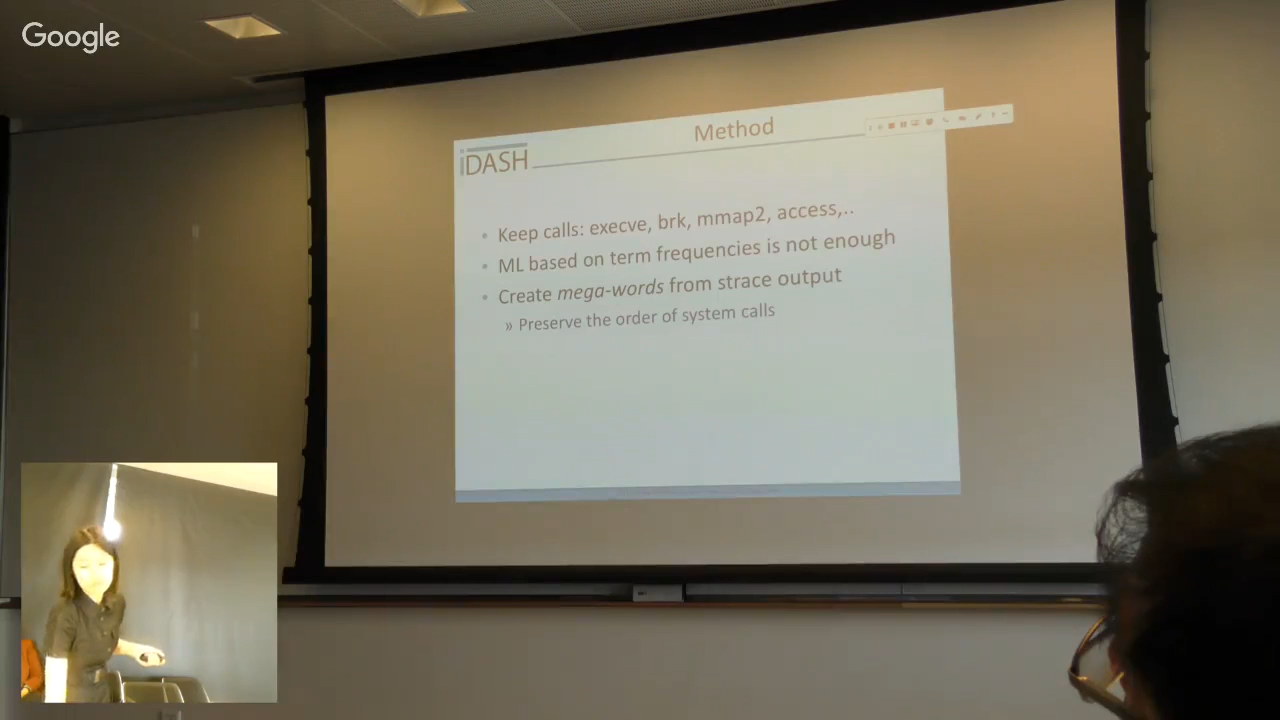 Google
Method
iDASH
• Keep calls: execve, brk, mmap2, access,..
• ML based on term frequencies is not enough
• Create mega-words from strace output
» Preserve the order of system calls